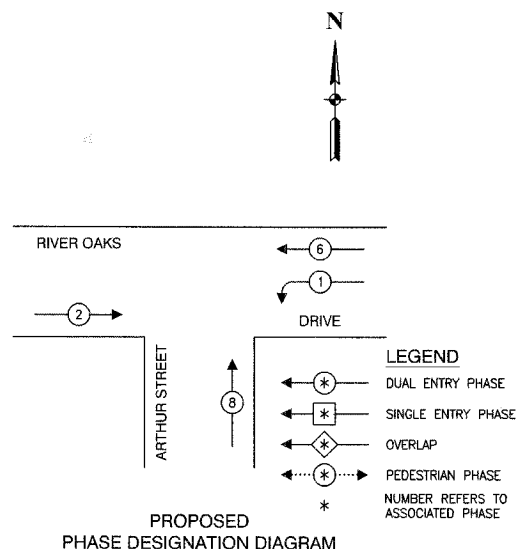 N
RIVER OAKS
6
1
2
DRIVE
ARTHUR STREET
8
LEGEND
* DUAL ENTRY PHASE
* SINGLE ENTRY PHASE
* OVERLAP
* PEDESTRIAN PHASE
* NUMBER REFERS TO
ASSOCIATED PHASE
PROPOSED
PHASE DESIGNATION DIAGRAM